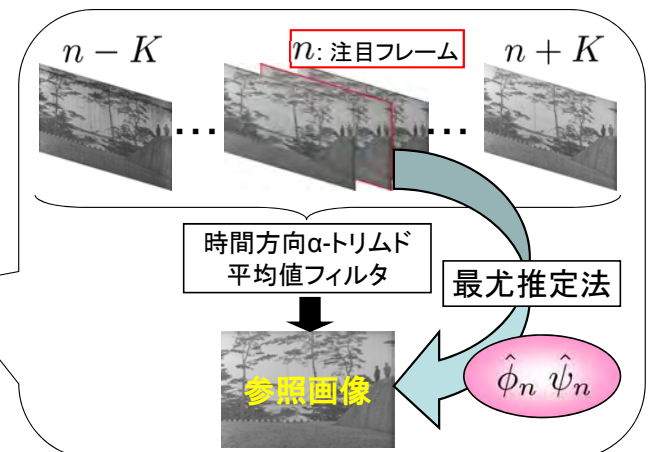 n − K
n: 注目フレーム
n + K
... ...
時間方向α-トリムド
平均値フィルタ
最尤推定法
参照画像
φ̂n ψ̂n